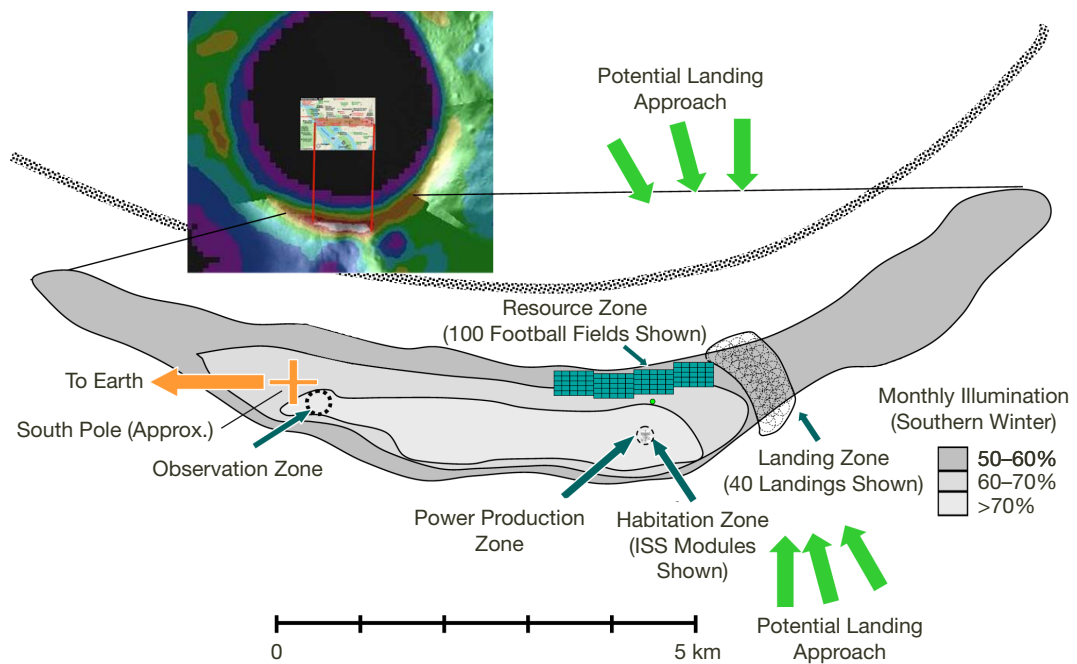 Potential Landing
Approach
Resource Zone
(100 Football Fields Shown)
To Earth
South Pole (Approx.)
Observation Zone
Monthly Illumination
(Southern Winter)
50–60%
60–70%
>70%
Landing Zone
(40 Landings Shown)
Power Production
Zone
Habitation Zone
(ISS Modules
Shown)
Potential Landing
Approach
0
5 km